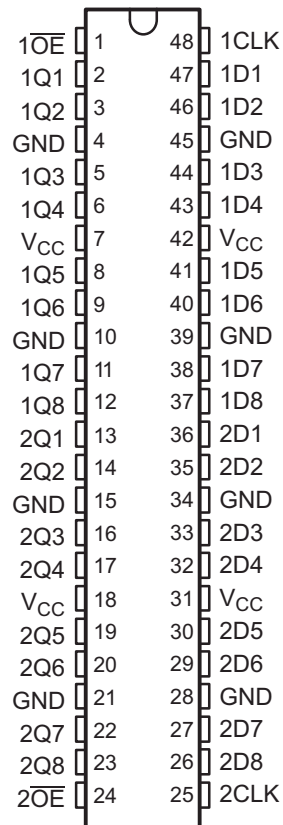 1O̅E̅ 1 48 1CLK
1Q1 2 47 1D1
1Q2 3 46 1D2
GND 4 45 GND
1Q3 5 44 1D3
1Q4 6 43 1D4
VCC 7 42 VCC
1Q5 8 41 1D5
1Q6 9 40 1D6
GND 10 39 GND
1Q7 11 38 1D7
1Q8 12 37 1D8
2Q1 13 36 2D1
2Q2 14 35 2D2
GND 15 34 GND
2Q3 16 33 2D3
2Q4 17 32 2D4
VCC 18 31 VCC
2Q5 19 30 2D5
2Q6 20 29 2D6
GND 21 28 GND
2Q7 22 27 2D7
2Q8 23 26 2D8
2O̅E̅ 24 25 2CLK